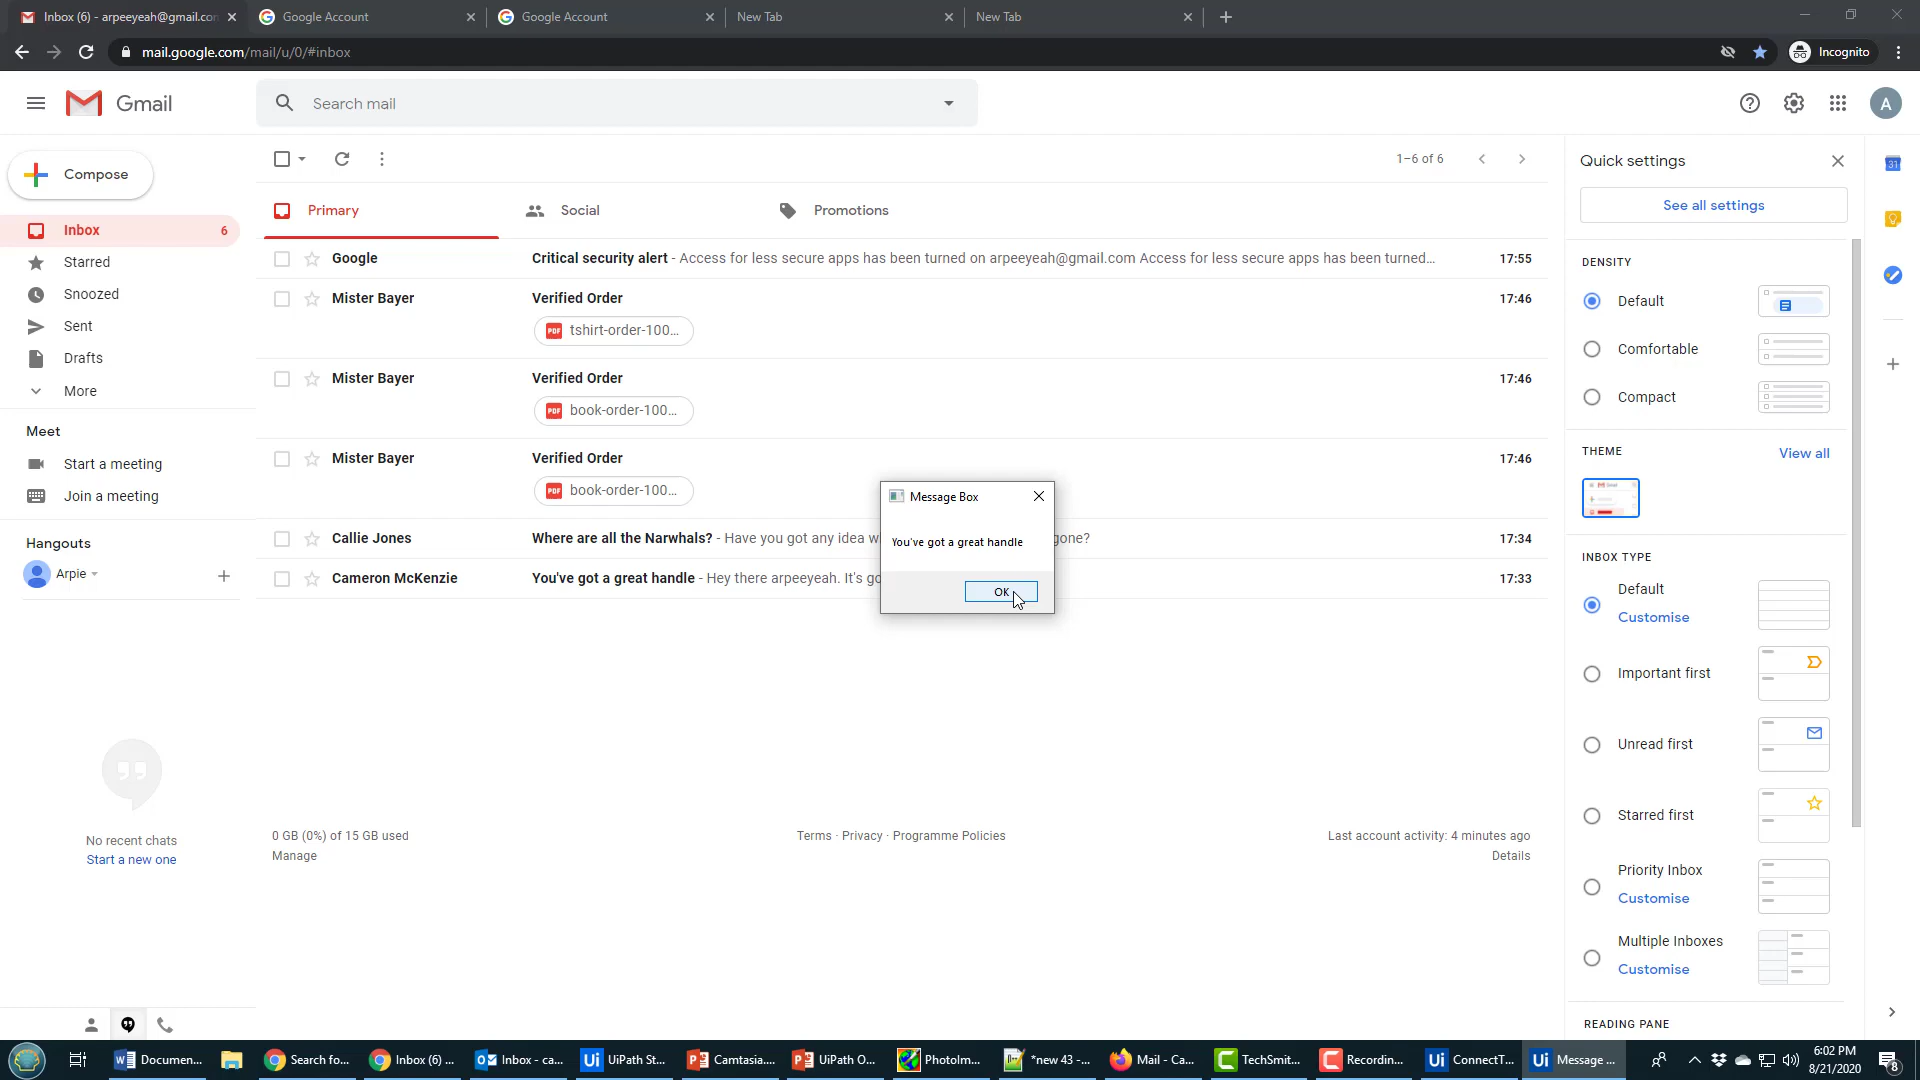 Inbox (6) - arpeeyeah@gmail.con
Google Account
Google Account
New Tab
New Tab
mail.google.com/mail/u/0/#inbox
Incognito
Gmail
Search mail
A
Compose
1–6 of 6
Quick settings
See all settings
31
Inbox 6
Starred
Snoozed
Sent
Drafts
More
Meet
Start a meeting
Join a meeting
Hangouts
Arpie
No recent chats
Start a new one
Primary
Social
Promotions
Google Critical security alert - Access for less secure apps has been turned on arpeeyeah@gmail.com Access for less secure apps has been turned... 17:55
Mister Bayer Verified Order 17:46
PDF tshirt-order-100...
Mister Bayer Verified Order 17:46
PDF book-order-100...
Mister Bayer Verified Order 17:46
PDF book-order-100...
Callie Jones Where are all the Narwhals? - Have you got any idea w gone? 17:34
Cameron McKenzie You've got a great handle - Hey there arpeeyeah. It's go 17:33
Message Box
You've got a great handle
OK
0 GB (0%) of 15 GB used
Manage
Terms · Privacy · Programme Policies
Last account activity: 4 minutes ago
Details
DENSITY
Default
Comfortable
Compact
THEME
View all
INBOX TYPE
Default
Customise
Important first
Unread first
Starred first
Priority Inbox
Customise
Multiple Inboxes
Customise
READING PANE
Documen...
Search fo...
Inbox (6) ...
Inbox - ca...
UiPath St...
Camtasia....
UiPath O...
PhotoIm...
*new 43 -...
Mail - Ca...
TechSmit...
Recordin...
ConnectT...
Message ...
6:02 PM
8/21/2020
8